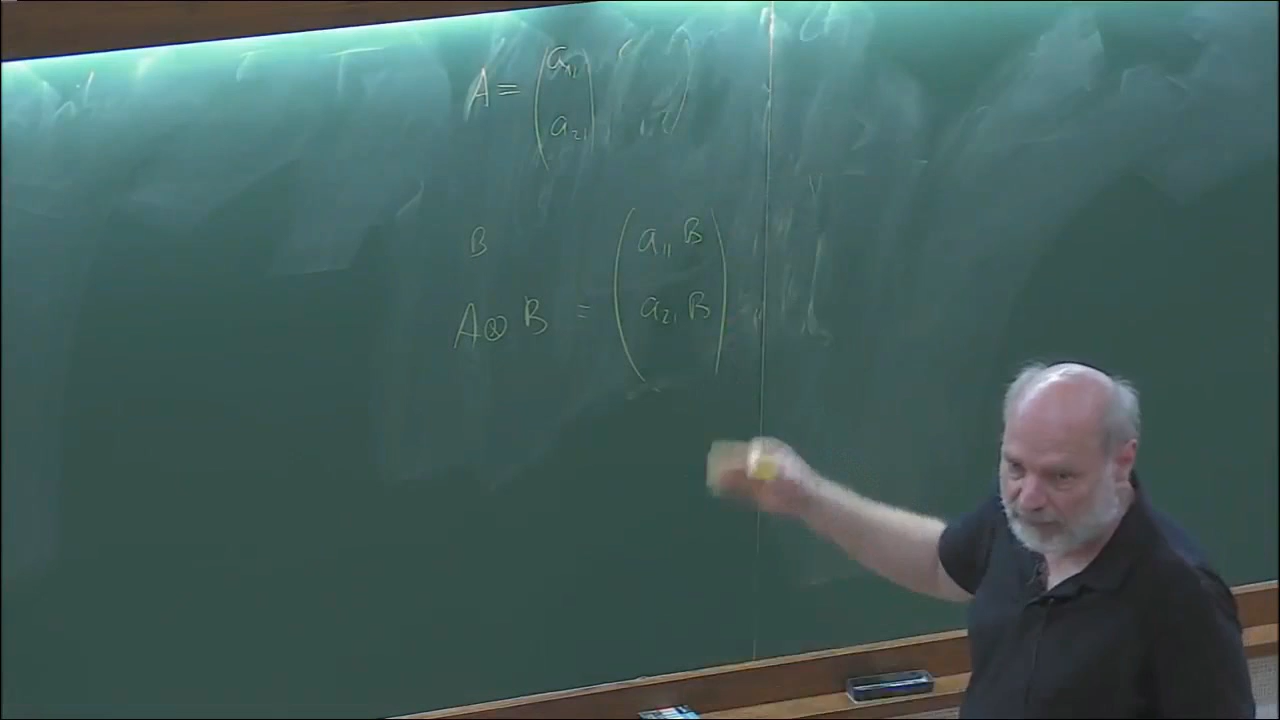 A = ( a₁₁
a₂₁ )
B
( a₁₁ B
A ⊗ B =
a₂₁ B )